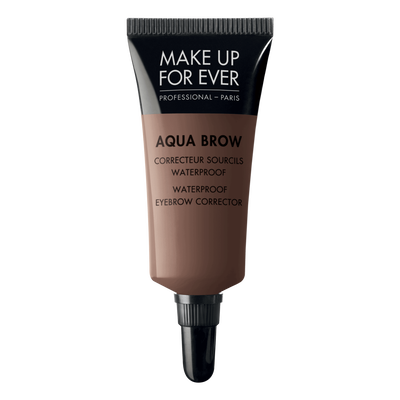 MAKE UP
FOR EVER
PROFESSIONAL – PARIS
AQUA BROW
CORRECTEUR SOURCILS
WATERPROOF
WATERPROOF
EYEBROW CORRECTOR